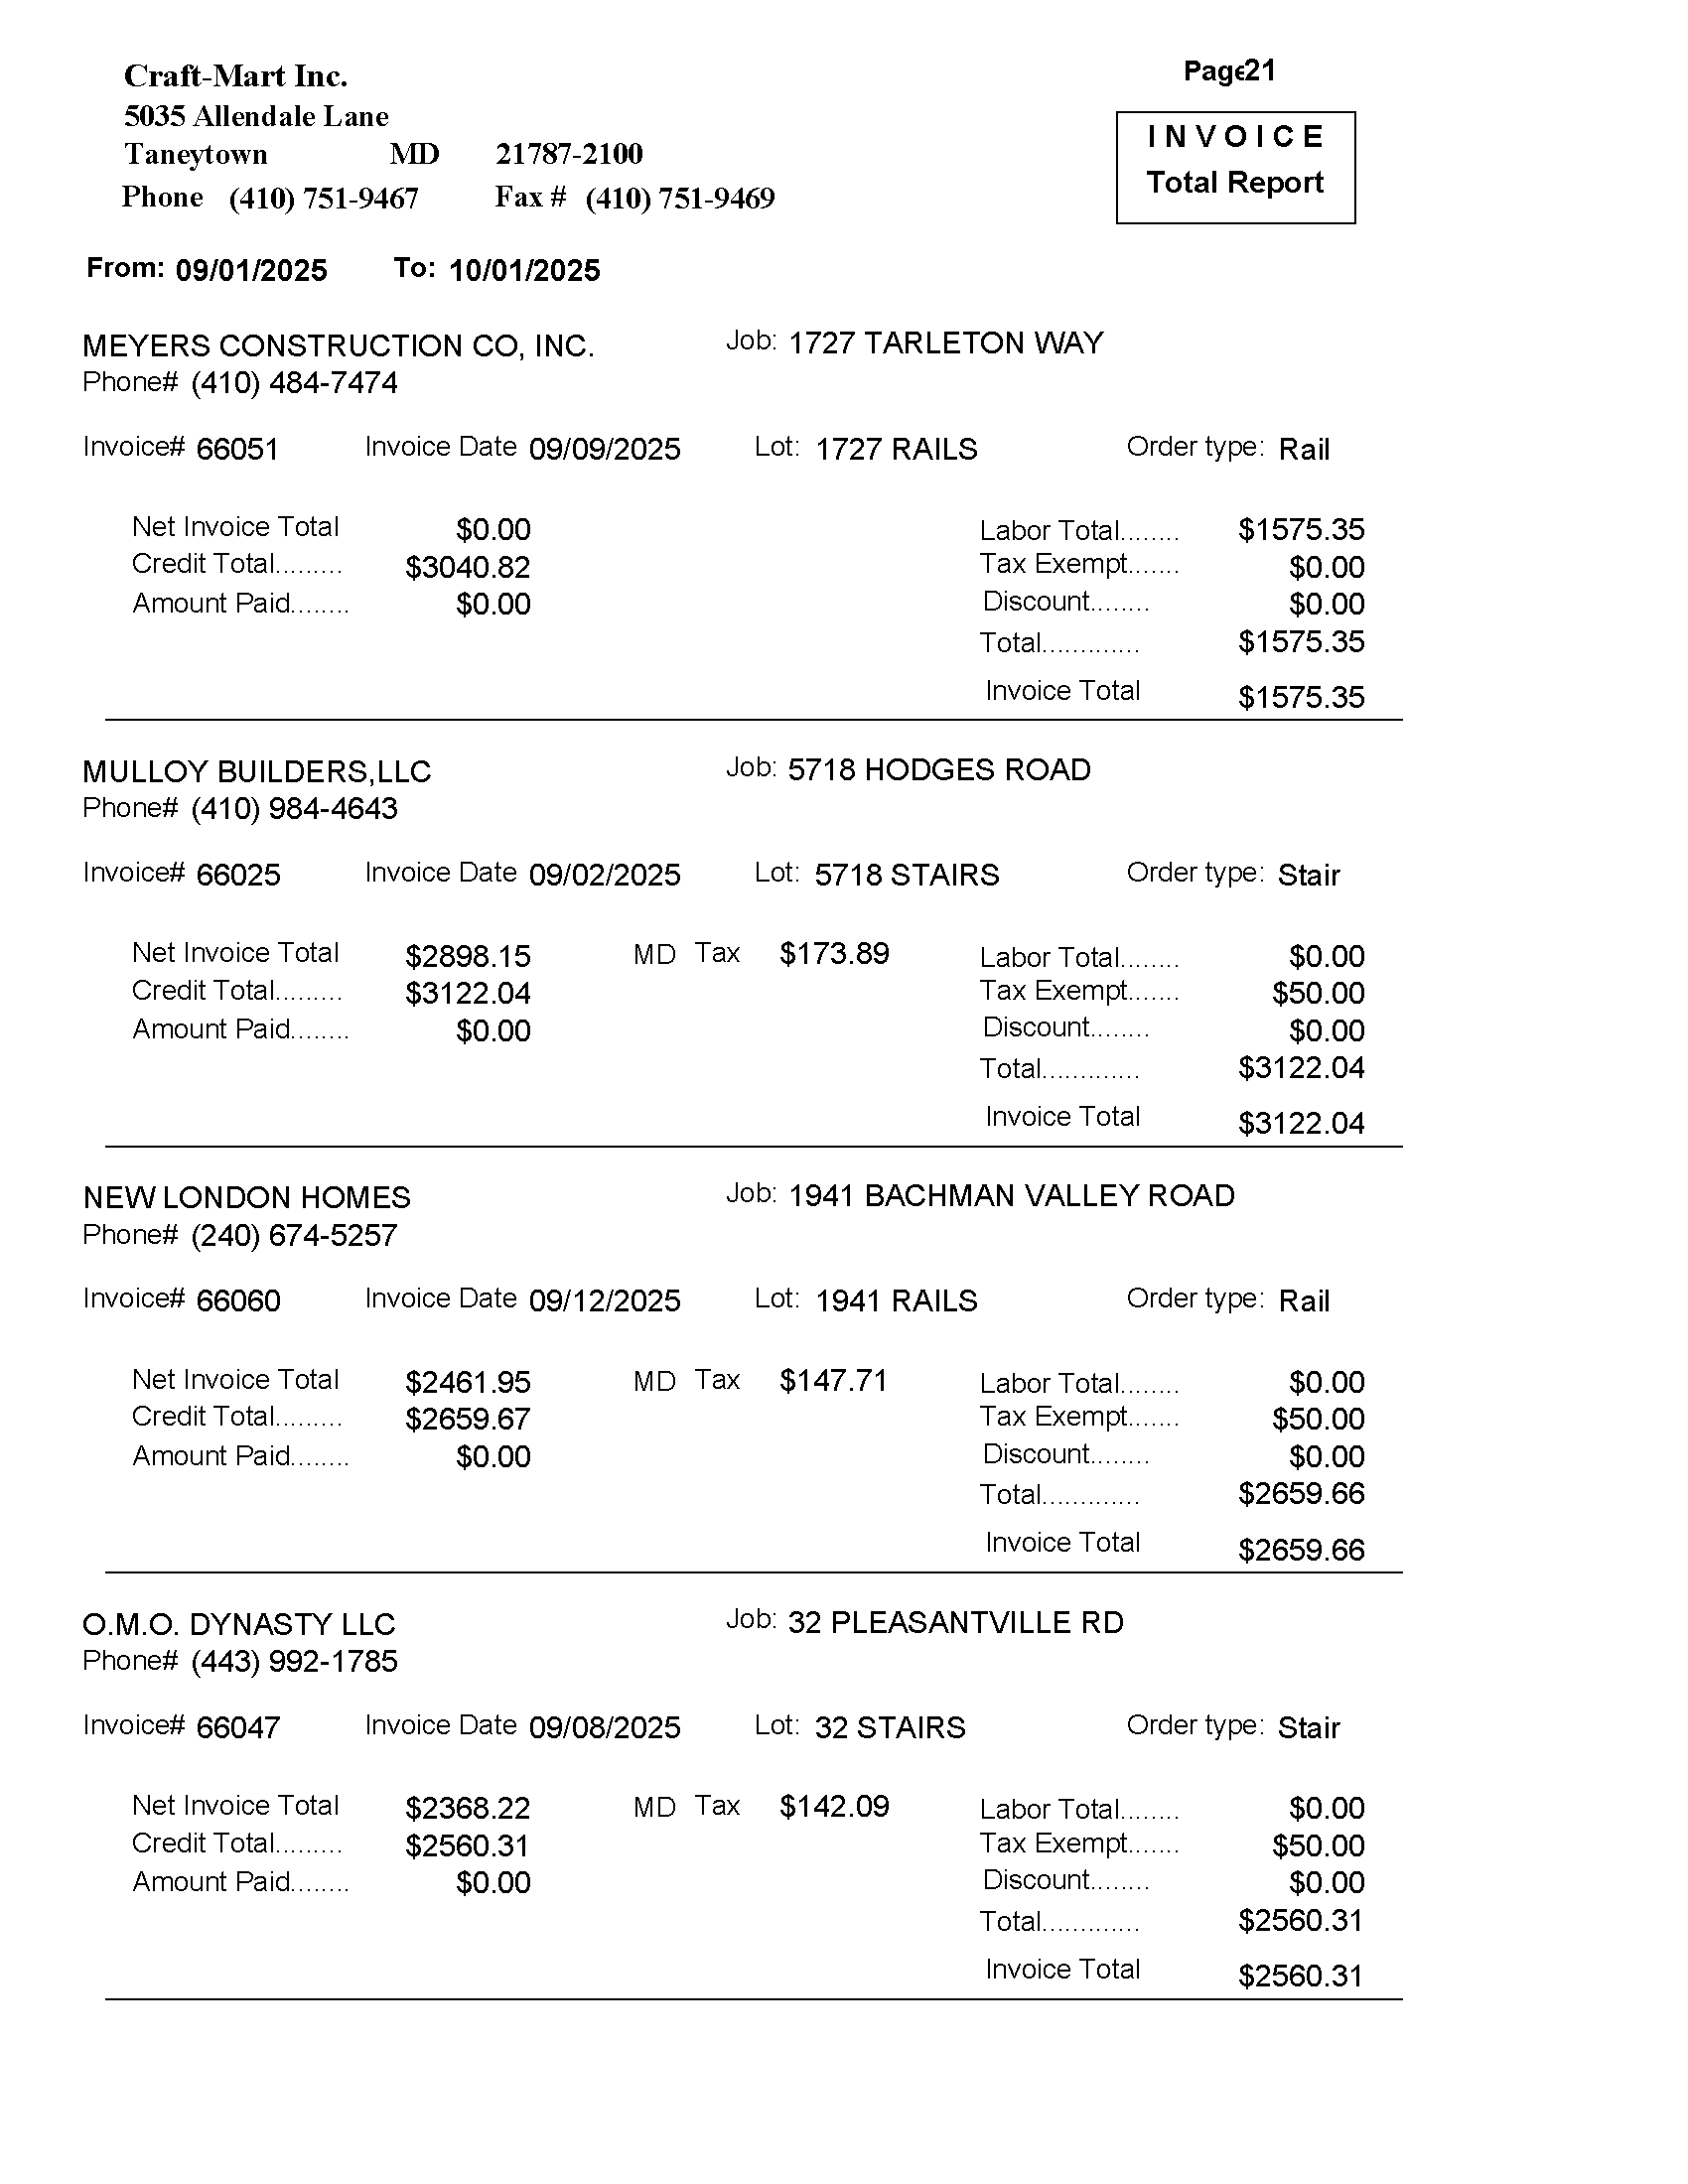 Craft-Mart Inc. Page21
5035 Allendale Lane
I N V O I C E
Taneytown MD 21787-2100
Total Report
Phone (410) 751-9467 Fax # (410) 751-9469
From: 09/01/2025 To: 10/01/2025
MEYERS CONSTRUCTION CO, INC. Job: 1727 TARLETON WAY
Phone# (410) 484-7474
Invoice# 66051 Invoice Date 09/09/2025 Lot: 1727 RAILS Order type: Rail
Net Invoice Total $0.00 Labor Total........ $1575.35
Credit Total......... $3040.82 Tax Exempt....... $0.00
Amount Paid........ $0.00 Discount........ $0.00
Total............. $1575.35
Invoice Total $1575.35
MULLOY BUILDERS,LLC Job: 5718 HODGES ROAD
Phone# (410) 984-4643
Invoice# 66025 Invoice Date 09/02/2025 Lot: 5718 STAIRS Order type: Stair
Net Invoice Total $2898.15 MD Tax $173.89 Labor Total........ $0.00
Credit Total......... $3122.04 Tax Exempt....... $50.00
Amount Paid........ $0.00 Discount........ $0.00
Total............. $3122.04
Invoice Total $3122.04
NEW LONDON HOMES Job: 1941 BACHMAN VALLEY ROAD
Phone# (240) 674-5257
Invoice# 66060 Invoice Date 09/12/2025 Lot: 1941 RAILS Order type: Rail
Net Invoice Total $2461.95 MD Tax $147.71 Labor Total........ $0.00
Credit Total......... $2659.67 Tax Exempt....... $50.00
Amount Paid........ $0.00 Discount........ $0.00
Total............. $2659.66
Invoice Total $2659.66
O.M.O. DYNASTY LLC Job: 32 PLEASANTVILLE RD
Phone# (443) 992-1785
Invoice# 66047 Invoice Date 09/08/2025 Lot: 32 STAIRS Order type: Stair
Net Invoice Total $2368.22 MD Tax $142.09 Labor Total........ $0.00
Credit Total......... $2560.31 Tax Exempt....... $50.00
Amount Paid........ $0.00 Discount........ $0.00
Total............. $2560.31
Invoice Total $2560.31